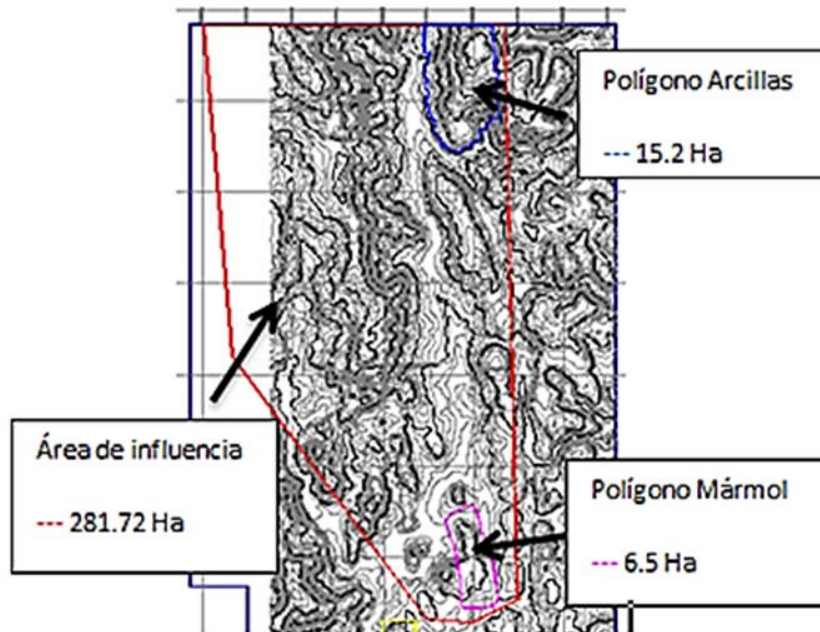 Polígono Arcillas
--- 15.2 Ha
Área de influencia
--- 281.72 Ha
Polígono Mármol
--- 6.5 Ha